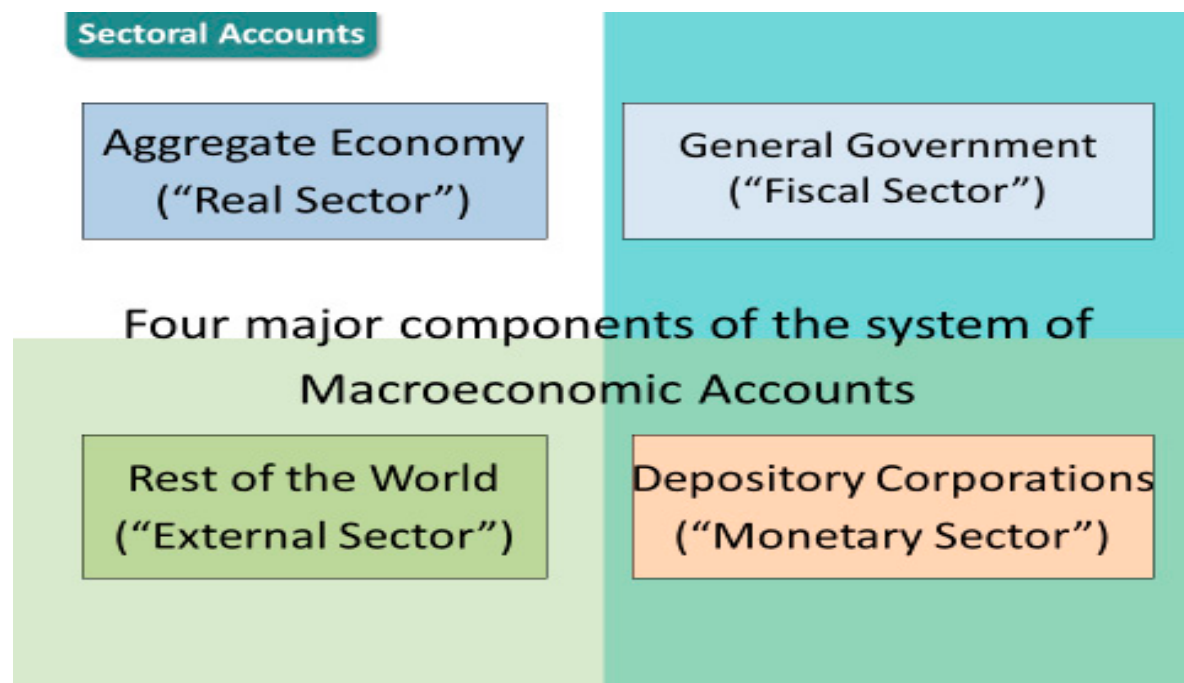 Sectoral Accounts
Aggregate Economy
(“Real Sector”)
General Government
(“Fiscal Sector”)
Four major components of the system of
Macroeconomic Accounts
Rest of the World
(“External Sector”)
Depository Corporations
(“Monetary Sector”)